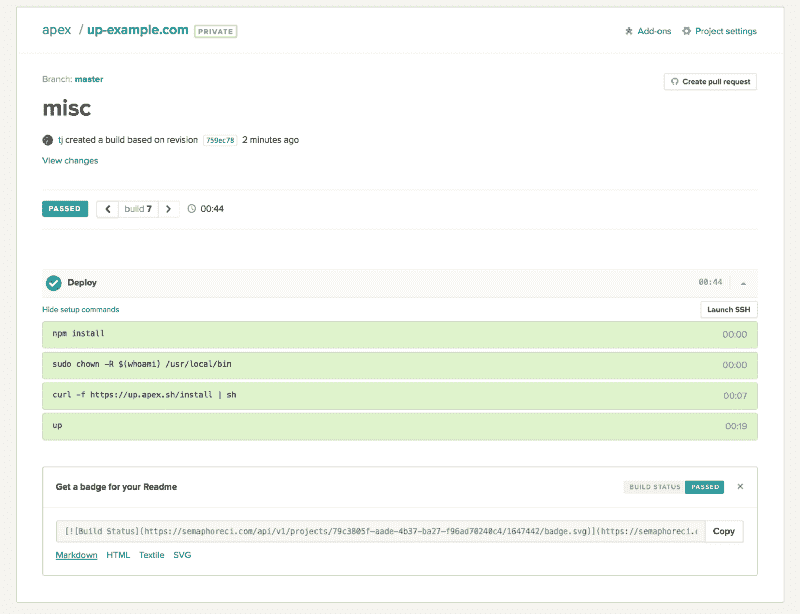 apex / up-example.com PRIVATE
Add-ons Project settings
Branch: master
Create pull request
misc
tj created a build based on revision 759ec78 2 minutes ago
View changes
PASSED build 7 00:44
Deploy 00:44
Hide setup commands Launch SSH
npm install 00:00
sudo chown -R $(whoami) /usr/local/bin 00:00
curl -f https://up.apex.sh/install | sh 00:07
up 00:19
Get a badge for your Readme BUILD STATUS PASSED ×
[![Build Status](https://semaphoreci.com/api/v1/projects/79c3805f-aade-4b37-ba27-f96ad70240c4/1647442/badge.svg)](https://semaphoreci.c Copy
Markdown HTML Textile SVG